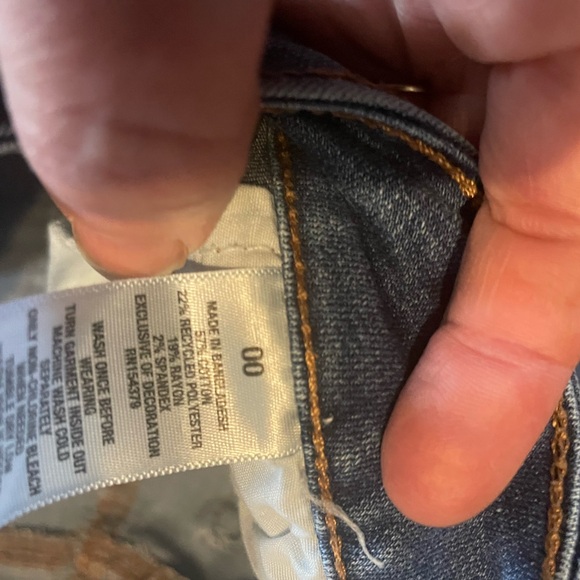 00
MADE IN BANGLADESH
57% COTTON
22% RECYCLED POLYESTER
19% RAYON
2% SPANDEX
EXCLUSIVE OF DECORATION
RN154379
WASH ONCE BEFORE
WEARING
TURN GARMENT INSIDE OUT
MACHINE WASH COLD
SEPARATELY
ONLY NON-CHLORINE BLEACH
WHEN NEEDED
TUMBLE DRY LOW